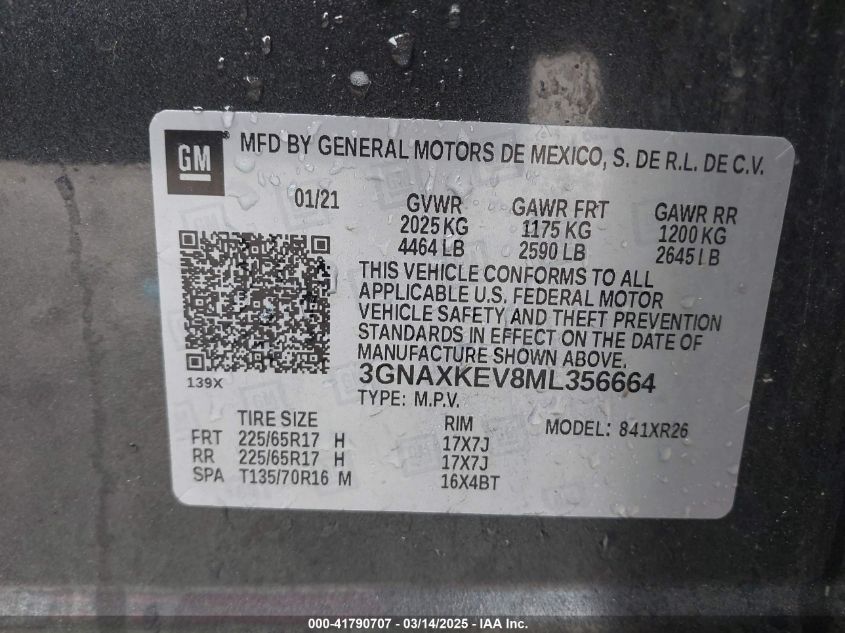 GM ® MFD BY GENERAL MOTORS DE MEXICO, S. DE R.L. DE C.V.
01/21 GVWR GAWR FRT GAWR RR
2025 KG 1175 KG 1200 KG
4464 LB 2590 LB 2645 LB
THIS VEHICLE CONFORMS TO ALL
APPLICABLE U.S. FEDERAL MOTOR
VEHICLE SAFETY AND THEFT PREVENTION
STANDARDS IN EFFECT ON THE DATE OF
MANUFACTURE SHOWN ABOVE.
139X 3GNAXKEV8ML356664
TYPE: M.P.V.
TIRE SIZE RIM MODEL: 841XR26
FRT 225/65R17 H 17X7J
RR 225/65R17 H 17X7J
SPA T135/70R16 M 16X4BT
000-41790707 - 03/14/2025 - IAA Inc.